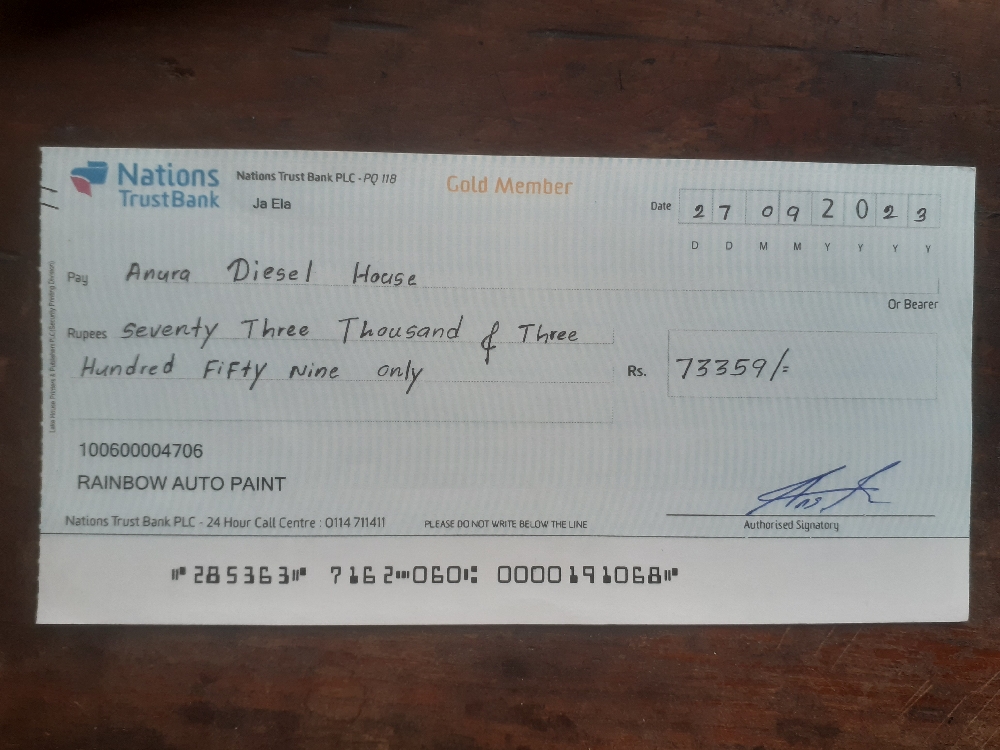 Nations
TrustBank
Nations Trust Bank PLC - PQ 118
Ja Ela
Gold Member
Date 27 09 2023
D D M M Y Y Y Y
Pay Anura Diesel House
Or Bearer
Rupees Seventy Three Thousand & Three
Hundred Fifty Nine only
Rs. 73359/=
100600004706
RAINBOW AUTO PAINT
Nations Trust Bank PLC - 24 Hour Call Centre : 0114 711411
PLEASE DO NOT WRITE BELOW THE LINE
Authorised Signatory
⑈285363⑈ 7162⑉060⑆ 0000191068⑈